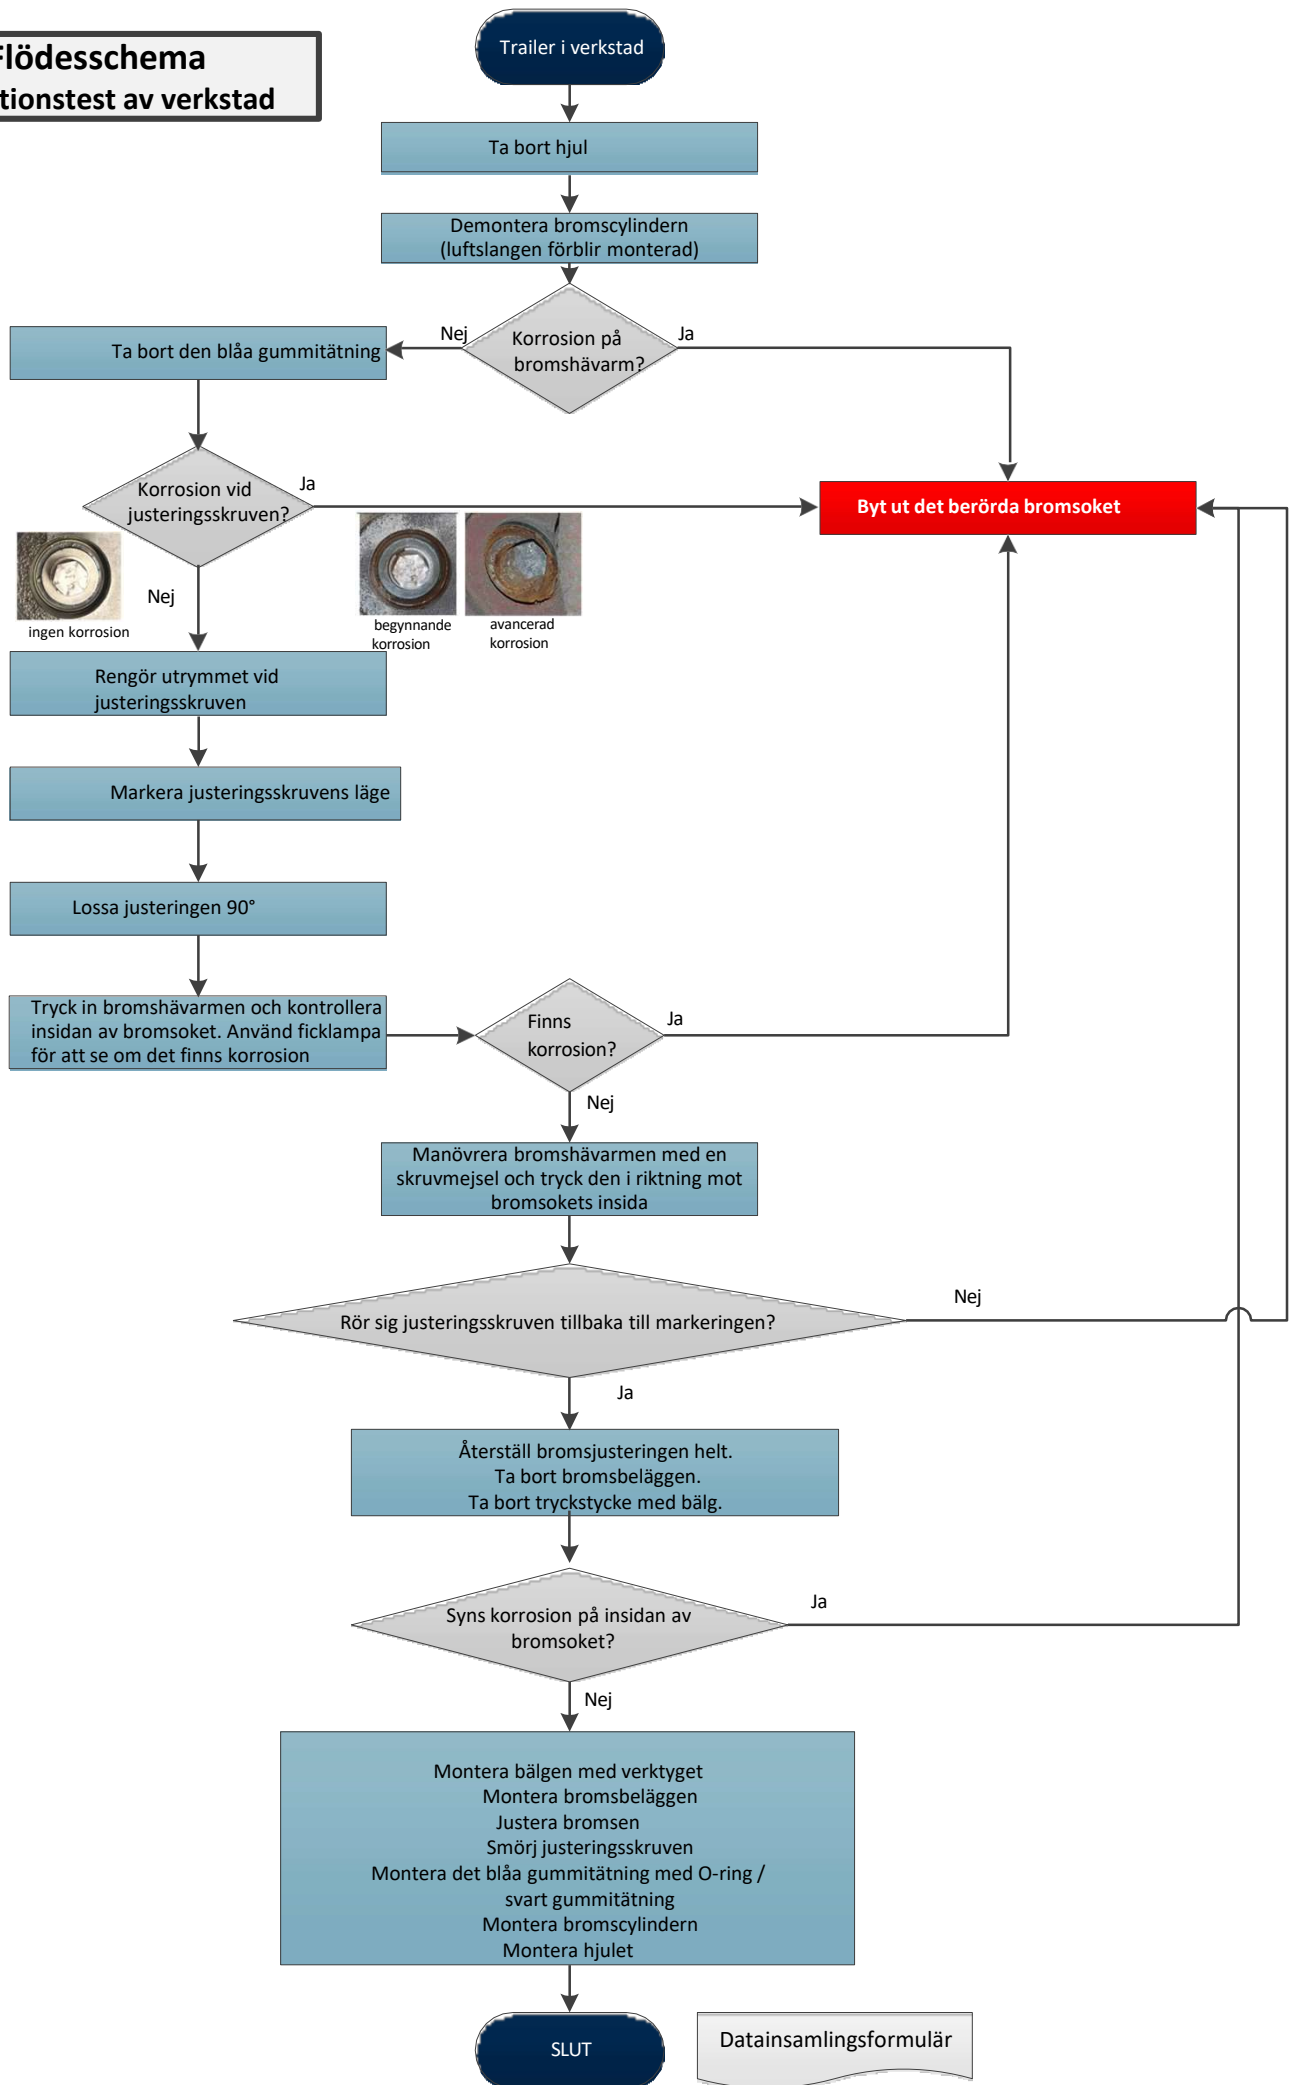 Flödesschema
tionstest av verkstad
Trailer i verkstad
Ta bort hjul
Demontera bromscylindern
(luftslangen förblir monterad)
Korrosion på
bromshävarm?
Nej
Ja
Ta bort den blåa gummitätning
Korrosion vid
justeringsskruven?
Ja
Nej
Byt ut det berörda bromsoket
ingen korrosion
begynnande
korrosion
avancerad
korrosion
Rengör utrymmet vid
justeringsskruven
Markera justeringsskruvens läge
Lossa justeringen 90°
Tryck in bromshävarmen och kontrollera
insidan av bromsoket. Använd ficklampa
för att se om det finns korrosion
Finns
korrosion?
Ja
Nej
Manövrera bromshävarmen med en
skruvmejsel och tryck den i riktning mot
bromsokets insida
Rör sig justeringsskruven tillbaka till markeringen?
Nej
Ja
Återställ bromsjusteringen helt.
Ta bort bromsbeläggen.
Ta bort tryckstycke med bälg.
Syns korrosion på insidan av
bromsoket?
Ja
Nej
Montera bälgen med verktyget
Montera bromsbeläggen
Justera bromsen
Smörj justeringsskruven
Montera det blåa gummitätning med O-ring /
svart gummitätning
Montera bromscylindern
Montera hjulet
SLUT
Datainsamlingsformulär